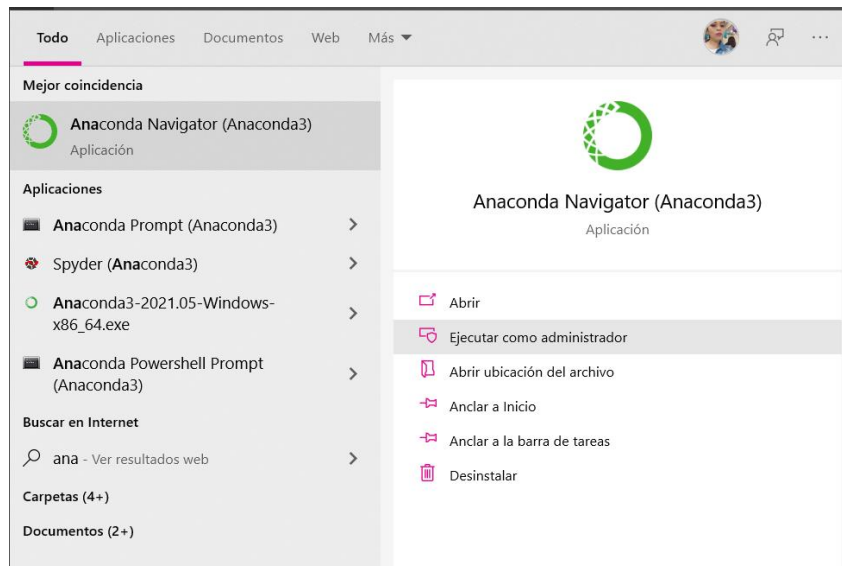 Todo Aplicaciones Documentos Web Más
Mejor coincidencia
Anaconda Navigator (Anaconda3)
Aplicación
Aplicaciones
Anaconda Prompt (Anaconda3)
Spyder (Anaconda3)
Anaconda3-2021.05-Windows-
x86_64.exe
Anaconda Powershell Prompt
(Anaconda3)
Buscar en Internet
ana - Ver resultados web
Carpetas (4+)
Documentos (2+)
Anaconda Navigator (Anaconda3)
Aplicación
Abrir
Ejecutar como administrador
Abrir ubicación del archivo
Anclar a Inicio
Anclar a la barra de tareas
Desinstalar